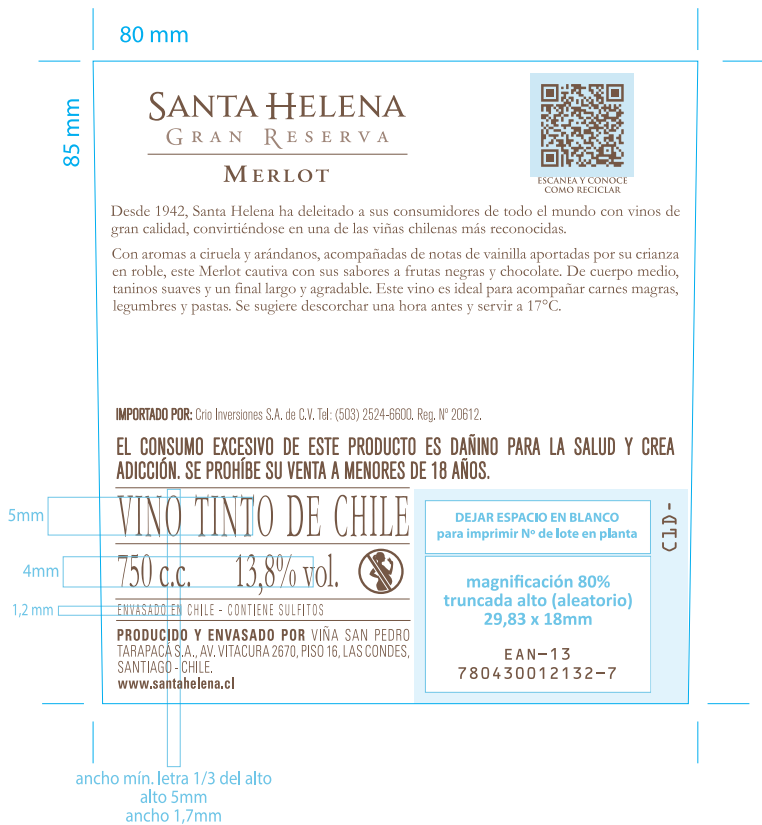 80 mm
85 mm
SANTA HELENA
GRAN RESERVA
MERLOT
ESCANEA Y CONOCE
COMO RECICLAR
Desde 1942, Santa Helena ha deleitado a sus consumidores de todo el mundo con vinos de
gran calidad, convirtiéndose en una de las viñas chilenas más reconocidas.
Con aromas a ciruela y arándanos, acompañadas de notas de vainilla aportadas por su crianza
en roble, este Merlot cautiva con sus sabores a frutas negras y chocolate. De cuerpo medio,
taninos suaves y un final largo y agradable. Este vino es ideal para acompañar carnes magras,
legumbres y pastas. Se sugiere descorchar una hora antes y servir a 17°C.
IMPORTADO POR: Crio Inversiones S.A. de C.V. Tel: (503) 2524-6600. Reg. Nº 20612.
EL CONSUMO EXCESIVO DE ESTE PRODUCTO ES DAÑINO PARA LA SALUD Y CREA
ADICCIÓN. SE PROHÍBE SU VENTA A MENORES DE 18 AÑOS.
5mm
VINO TINTO DE CHILE
4mm
750 c.c. 13,8% vol.
1,2 mm
ENVASADO EN CHILE - CONTIENE SULFITOS
PRODUCIDO Y ENVASADO POR VIÑA SAN PEDRO
TARAPACÁ S.A., AV. VITACURA 2670, PISO 16, LAS CONDES,
SANTIAGO - CHILE.
www.santahelena.cl
DEJAR ESPACIO EN BLANCO
para imprimir Nº de lote en planta
C1D-
magnificación 80%
truncada alto (aleatorio)
29,83 x 18mm
EAN-13
780430012132-7
ancho mín. letra 1/3 del alto
alto 5mm
ancho 1,7mm